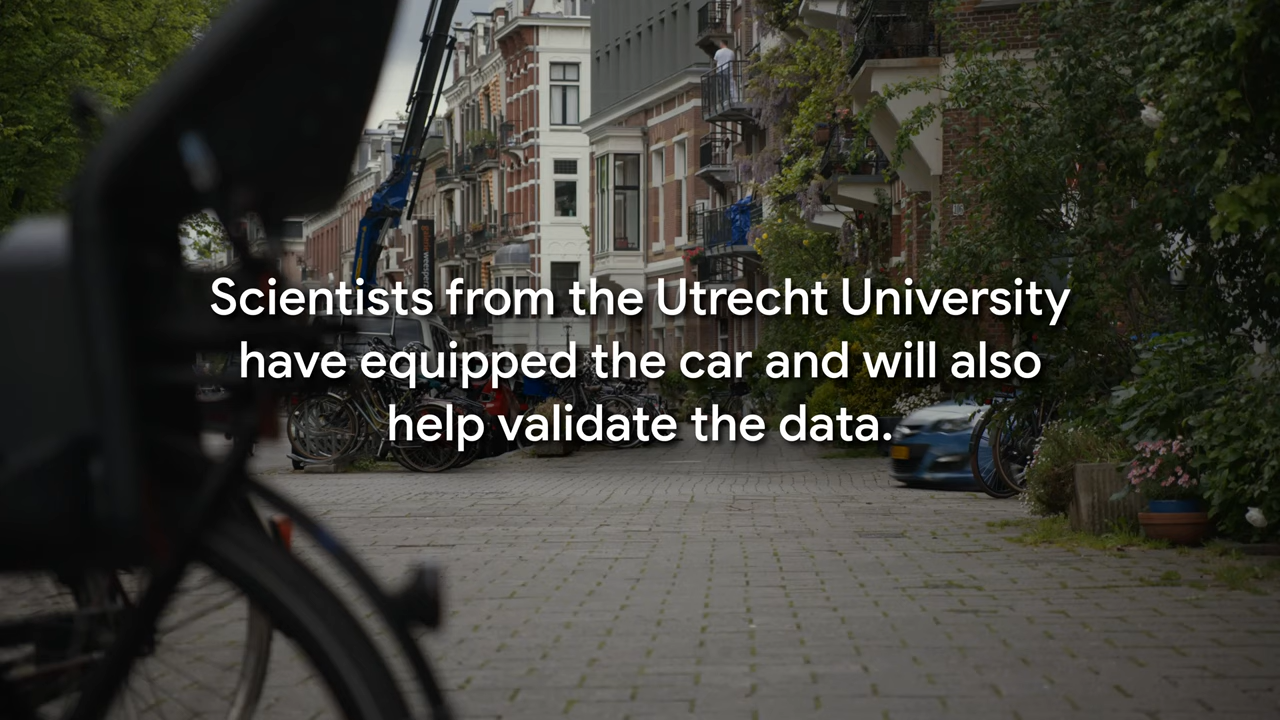 Scientists from the Utrecht University
have equipped the car and will also
help validate the data.